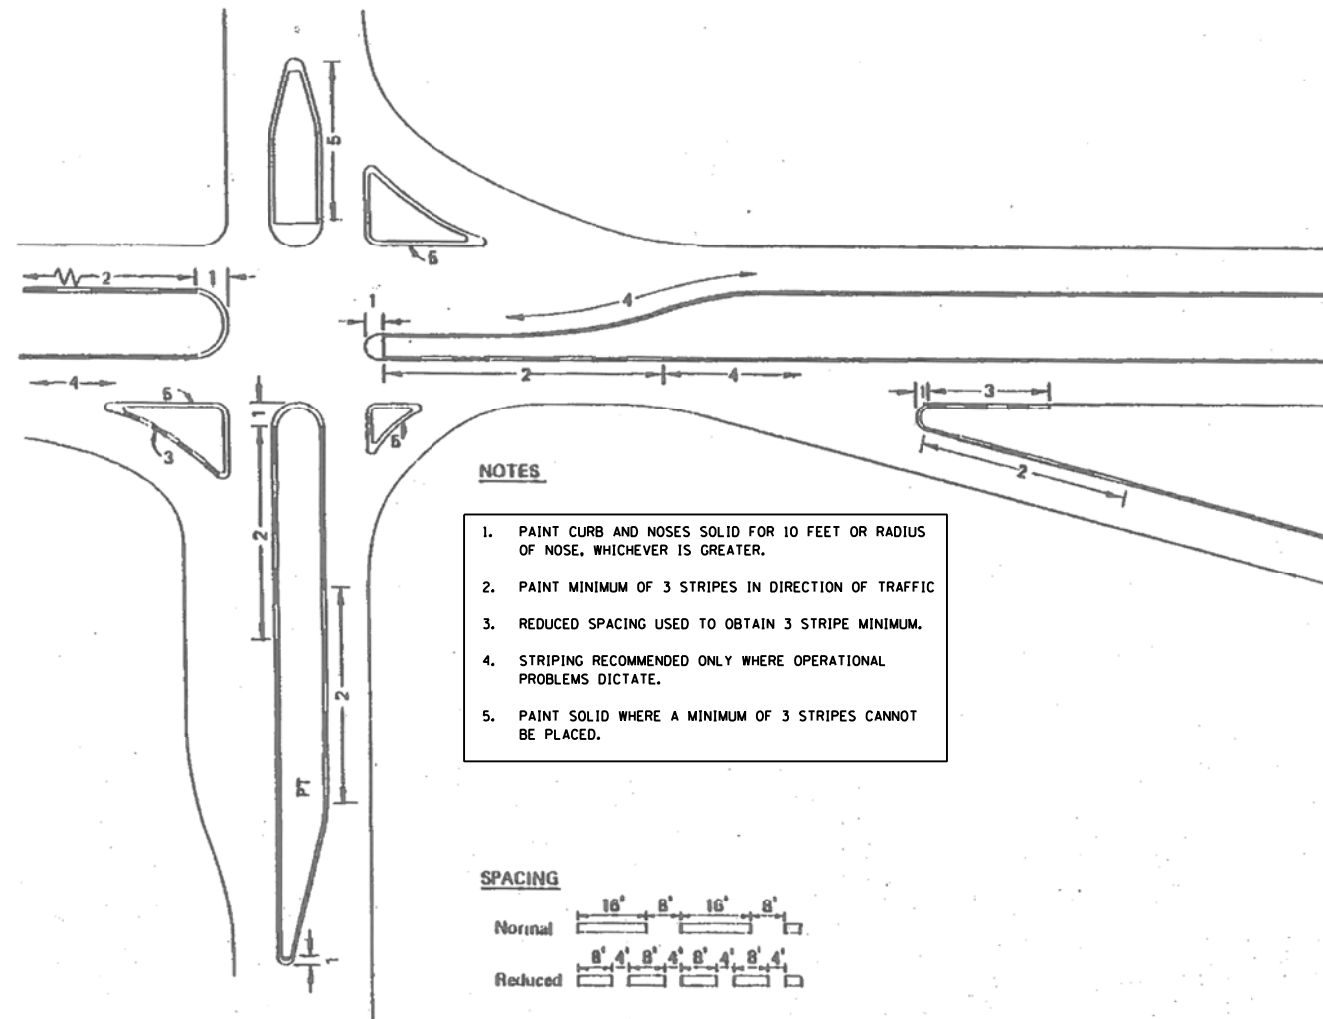 5
5
2
1
4
1
4
5
1
2
4
1
3
3
5
2
2
2
PT
1
NOTES
1. PAINT CURB AND NOSES SOLID FOR 10 FEET OR RADIUS
OF NOSE, WHICHEVER IS GREATER.
2. PAINT MINIMUM OF 3 STRIPES IN DIRECTION OF TRAFFIC
3. REDUCED SPACING USED TO OBTAIN 3 STRIPE MINIMUM.
4. STRIPING RECOMMENDED ONLY WHERE OPERATIONAL
PROBLEMS DICTATE.
5. PAINT SOLID WHERE A MINIMUM OF 3 STRIPES CANNOT
BE PLACED.
SPACING
16' 8' 16' 8'
Normal
8' 4' 8' 4' 8' 4' 8' 4'
Reduced